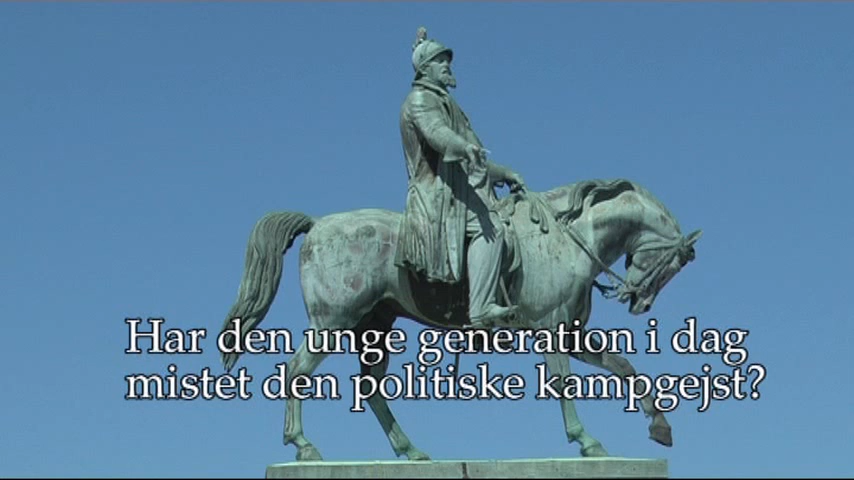 Har den unge generation i dag
mistet den politiske kampgejst?